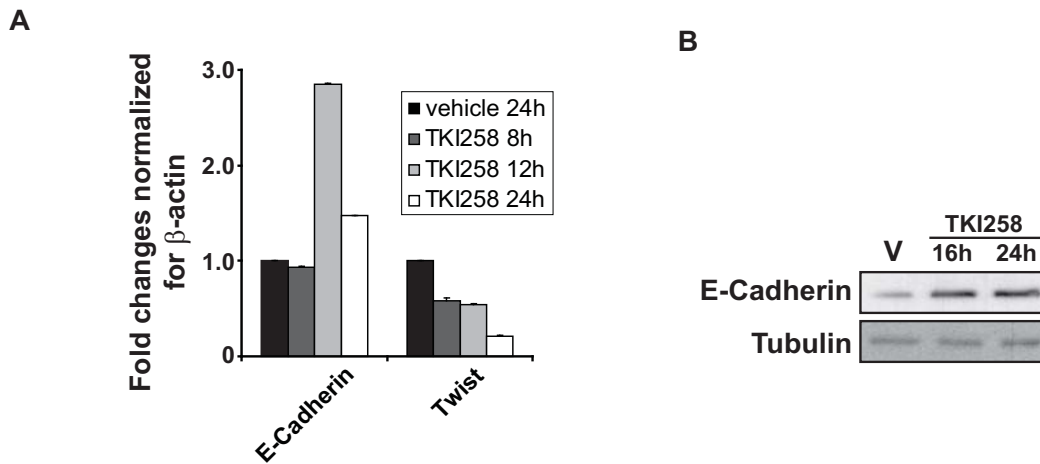 A
Fold changes normalized
for β-actin
3.0
2.0
1.0
0
vehicle 24h
TKI258 8h
TKI258 12h
TKI258 24h
E-Cadherin
Twist
B
TKI258
V 16h 24h
E-Cadherin
Tubulin